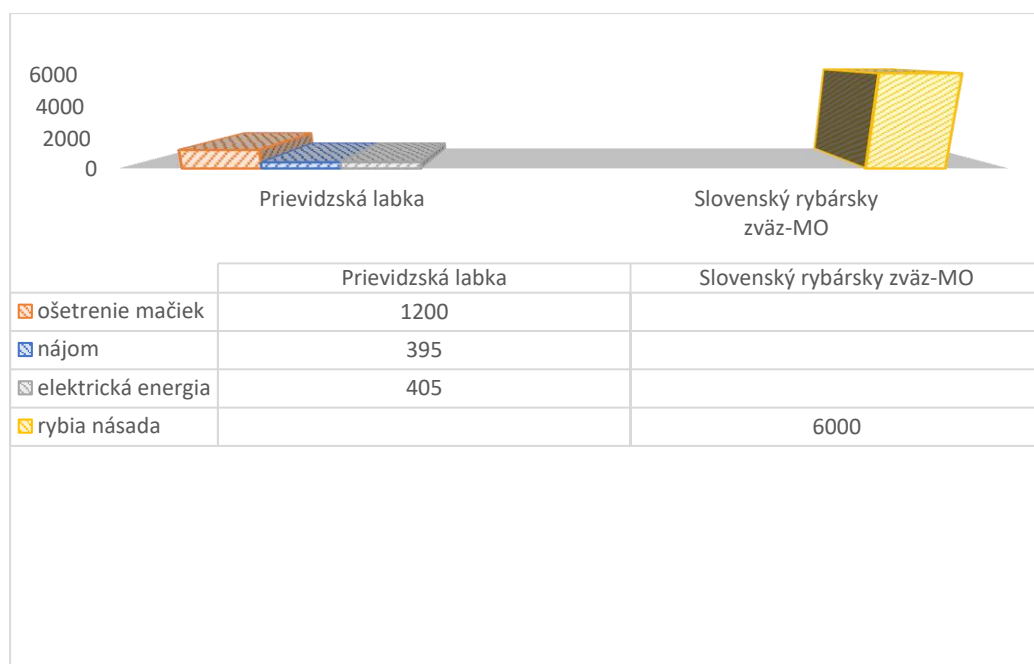 6000
4000
2000
0
Prievidzská labka
Slovenský rybársky
zväz-MO
Prievidzská labka Slovenský rybársky zväz-MO
ošetrenie mačiek 1200
nájom 395
elektrická energia 405
rybia násada 6000